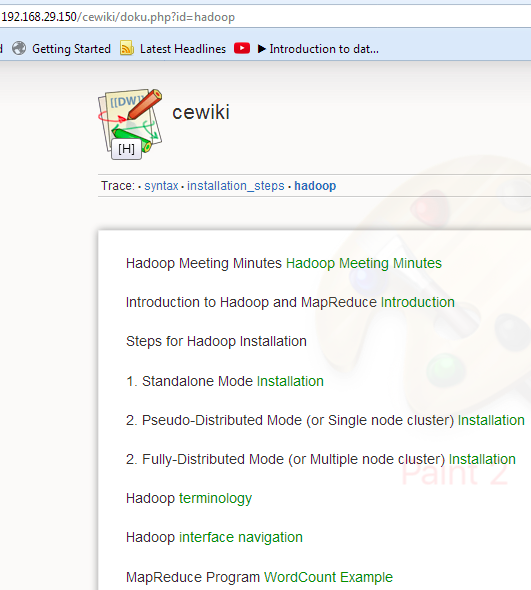 192.168.29.150/cewiki/doku.php?id=hadoop
Getting Started Latest Headlines ▶ Introduction to dat...
[[DW]]
cewiki
[H]
Trace: • syntax • installation_steps • hadoop
Hadoop Meeting Minutes Hadoop Meeting Minutes
Introduction to Hadoop and MapReduce Introduction
Steps for Hadoop Installation
1. Standalone Mode Installation
2. Pseudo-Distributed Mode (or Single node cluster) Installation
2. Fully-Distributed Mode (or Multiple node cluster) Installation
Paint 2
Hadoop terminology
Hadoop interface navigation
MapReduce Program WordCount Example